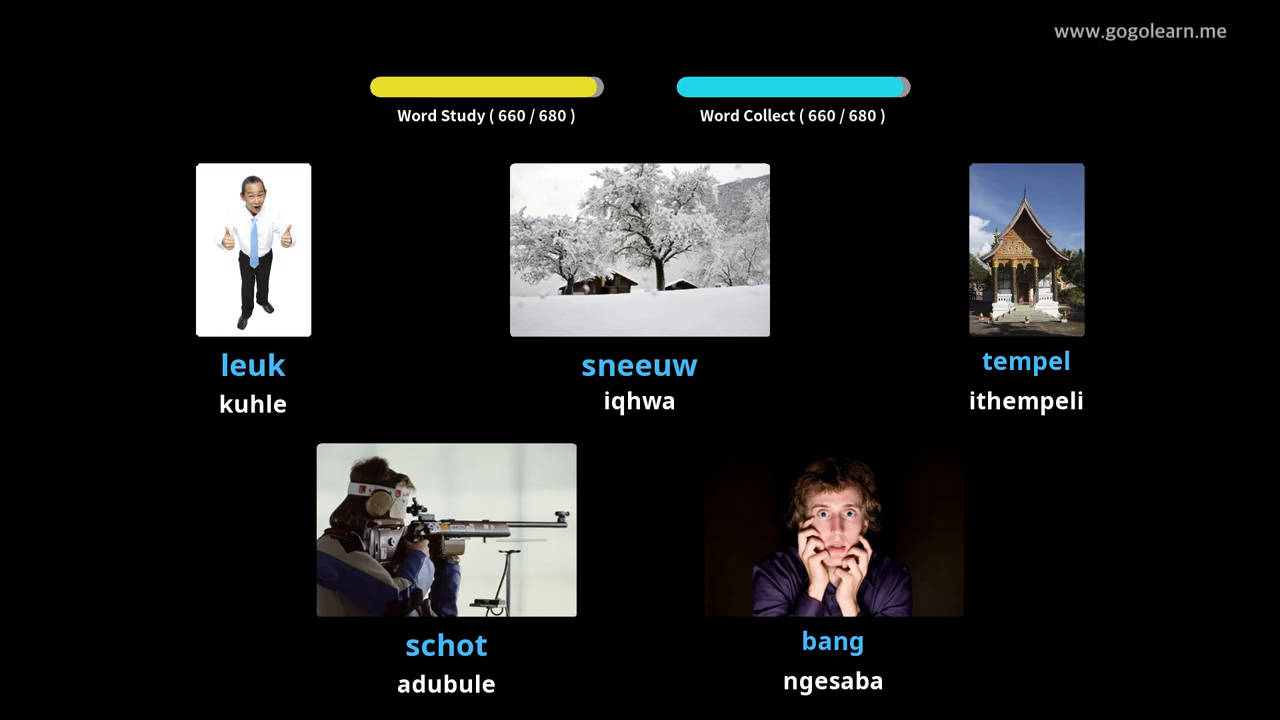 www.gogolearn.me
Word Study ( 660 / 680 )
Word Collect ( 660 / 680 )
leuk
kuhle
sneeuw
iqhwa
tempel
ithempeli
schot
adubule
bang
ngesaba